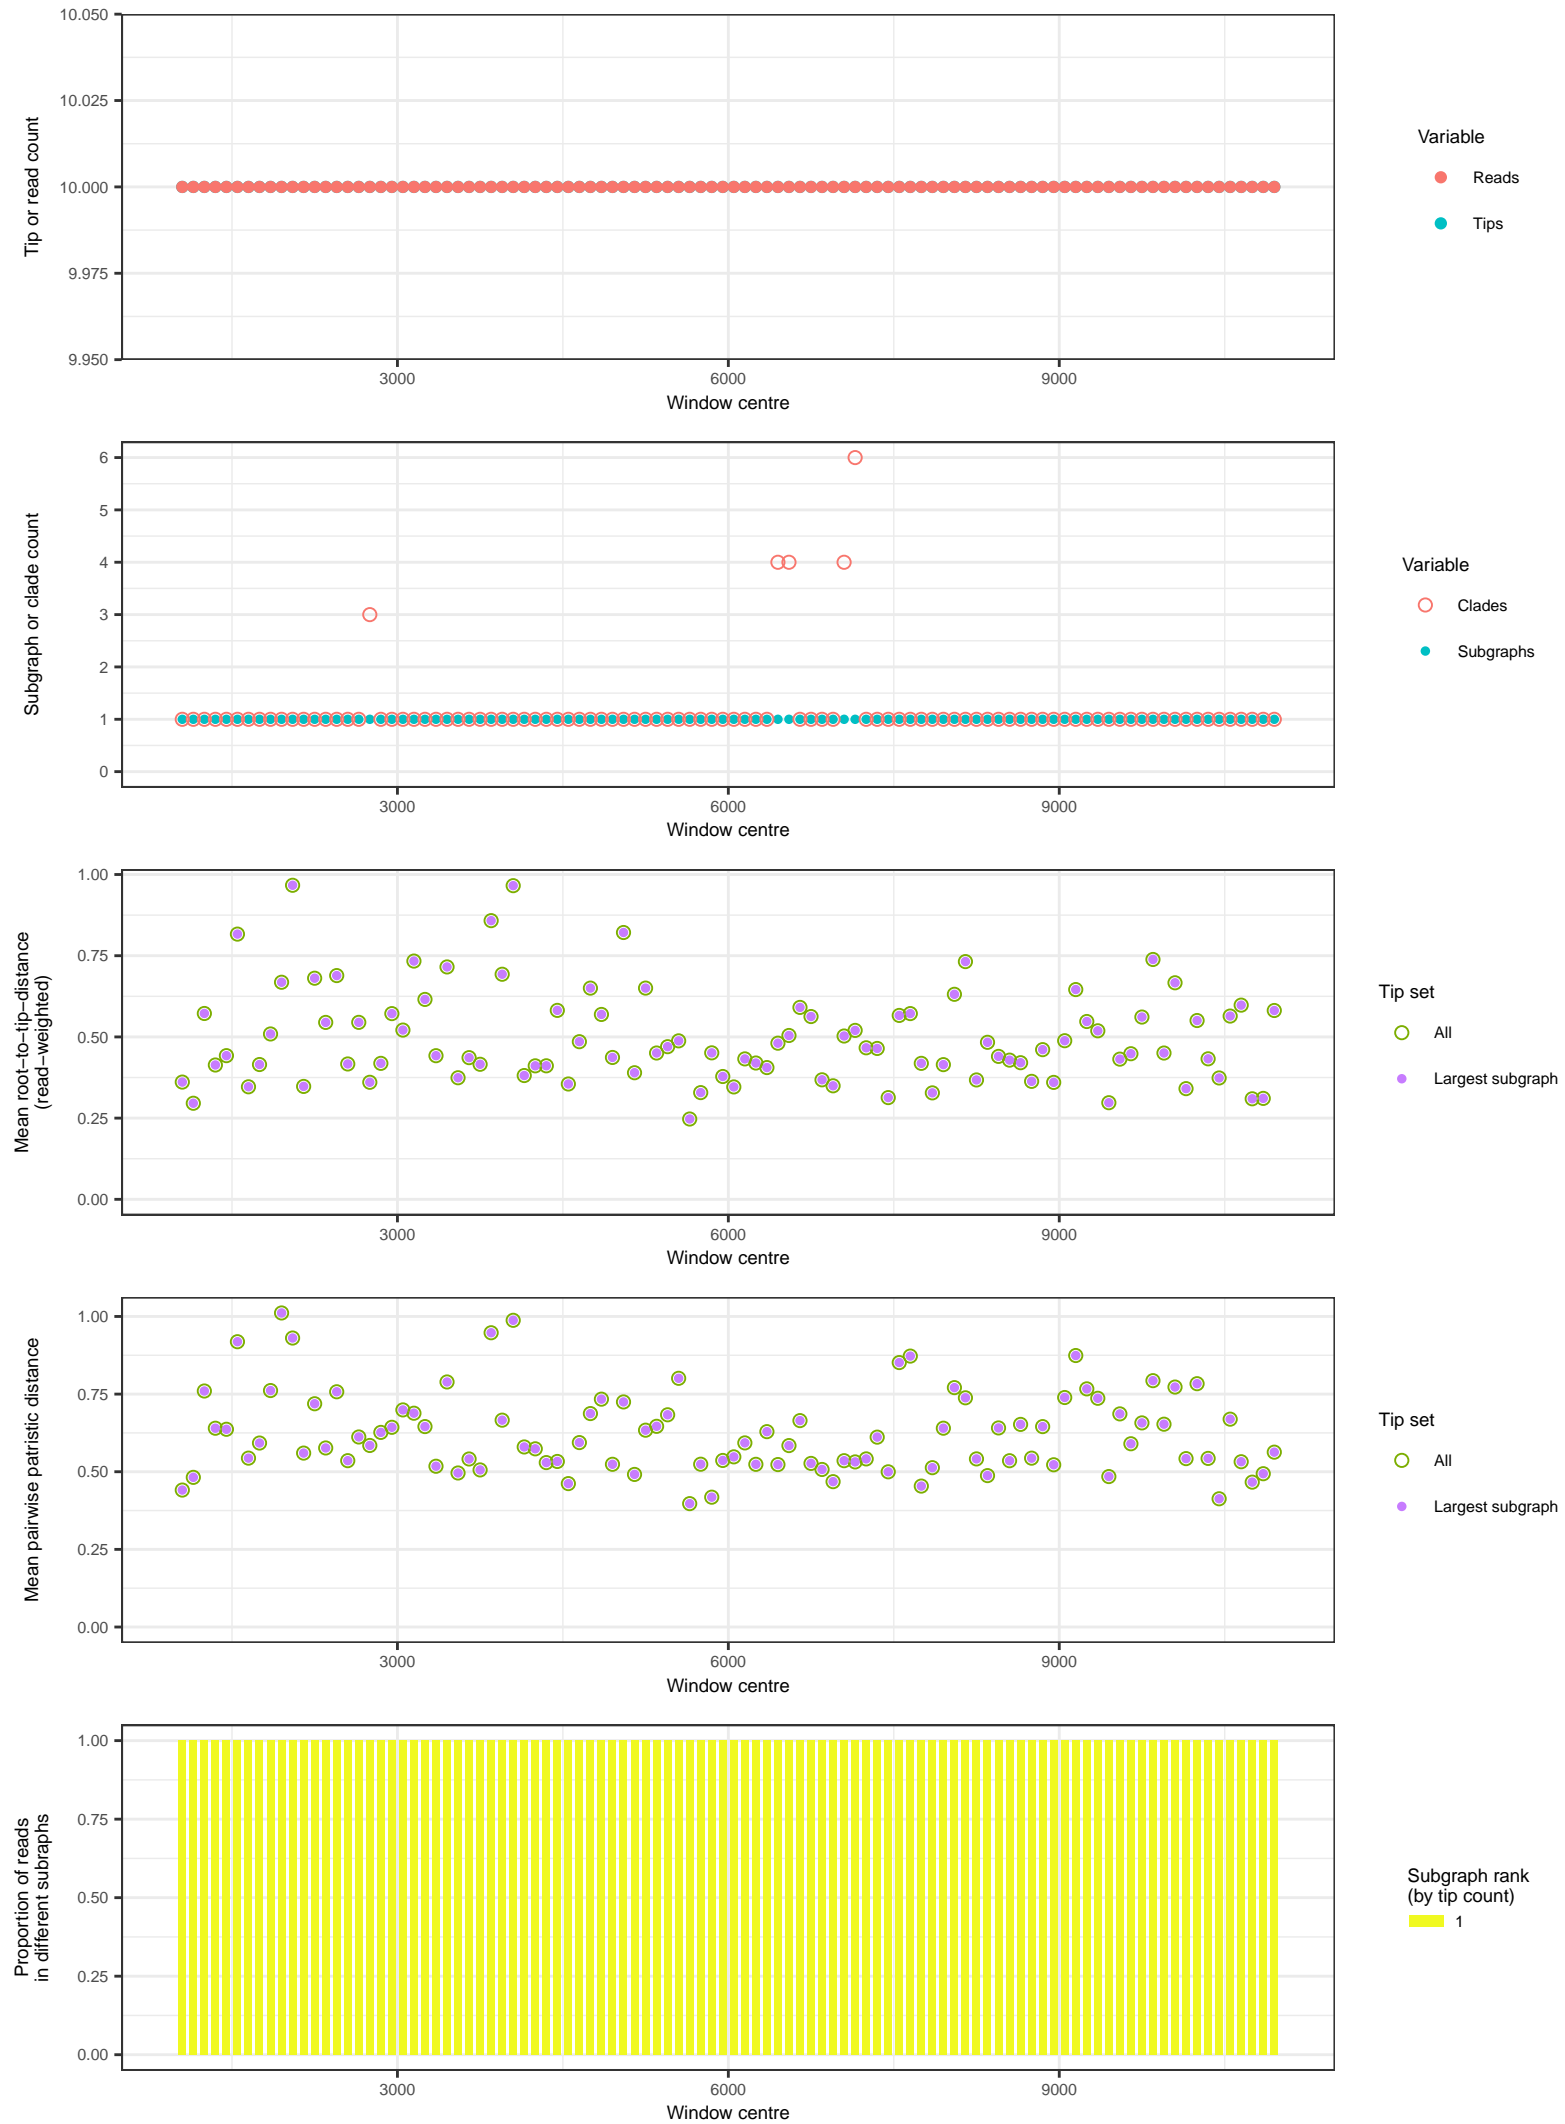 10.050
10.025
10.000
9.975
9.950
Tip or read count
3000
6000
9000
Window centre
Variable
Reads
Tips
6
5
4
3
2
1
0
Subgraph or clade count
3000
6000
9000
Window centre
Variable
Clades
Subgraphs
1.00
0.75
0.50
0.25
0.00
Mean root−to−tip−distance
(read−weighted)
3000
6000
9000
Window centre
Tip set
All
Largest subgraph
1.00
0.75
0.50
0.25
0.00
Mean pairwise patristic distance
3000
6000
9000
Window centre
Tip set
All
Largest subgraph
1.00
0.75
0.50
0.25
0.00
Proportion of reads
in different subraphs
3000
6000
9000
Window centre
Subgraph rank
(by tip count)
1